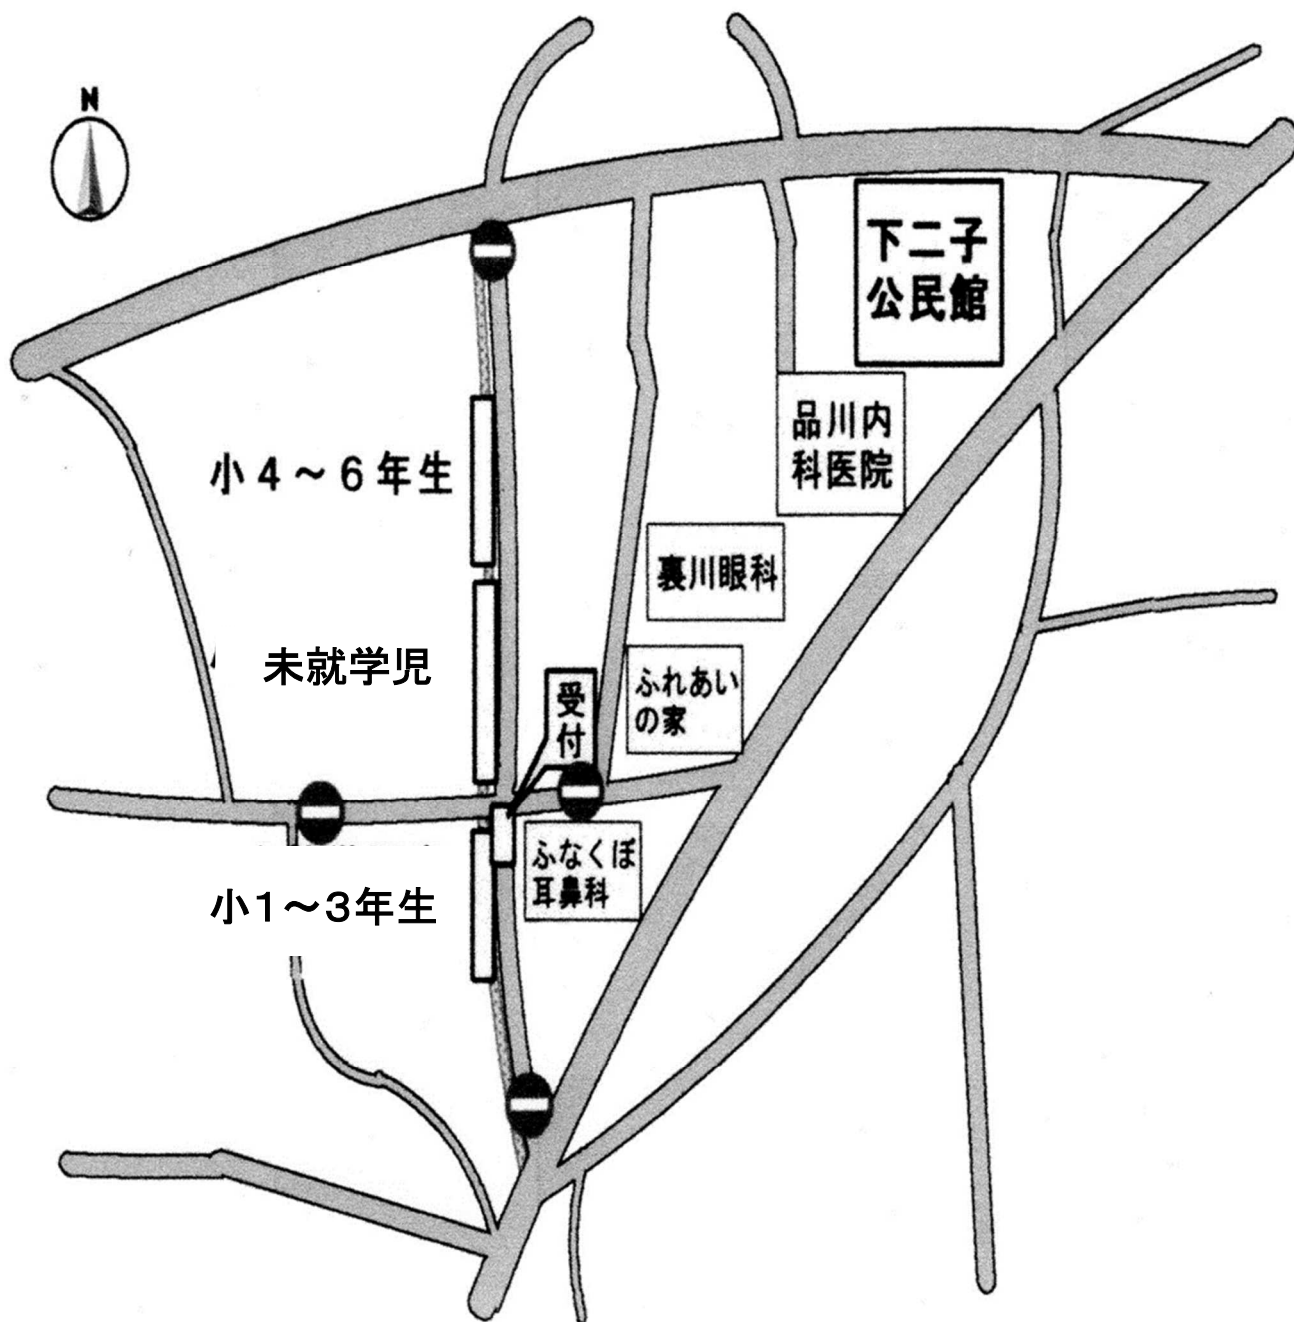 N
下二子
公民館
品川内
科医院
小４～６年生
裏川眼科
未就学児
ふれあい
の家
受
付
ふなくぼ
耳鼻科
小１～３年生